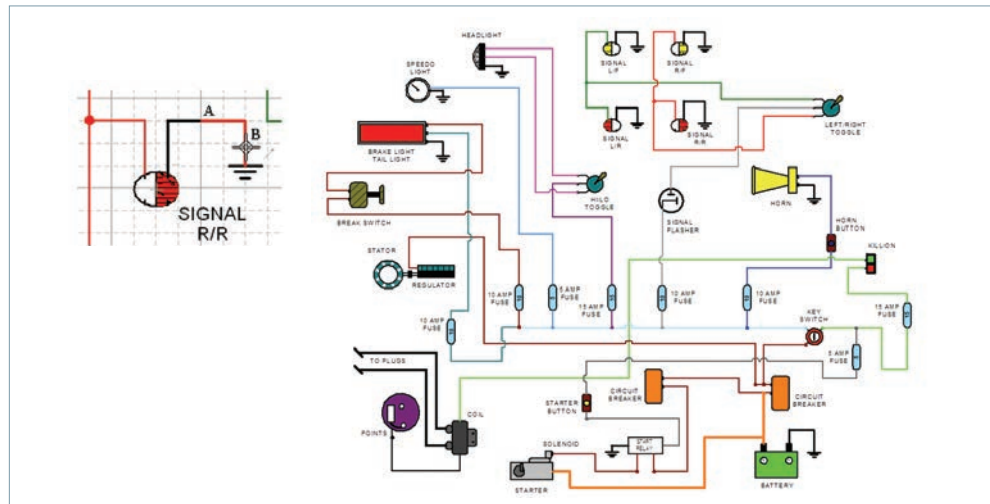 A
B
SIGNAL
R/R
HEADLIGHT
SPEEDO
LIGHT
SIGNAL
L/F
SIGNAL
R/F
BRAKE LIGHT
TAIL LIGHT
SIGNAL
L/R
SIGNAL
R/R
LEFT/RIGHT
TOGGLE
BREAK SWITCH
HILO
TOGGLE
SIGNAL
FLASHER
HORN
HORN
BUTTON
KILL/ON
STATOR
REGULATOR
10 AMP
FUSE
5 AMP
FUSE
15 AMP
FUSE
10 AMP
FUSE
10 AMP
FUSE
15 AMP
FUSE
10 AMP
FUSE
KEY
SWITCH
5 AMP
FUSE
TO PLUGS
CIRCUIT
BREAKER
CIRCUIT
BREAKER
STARTER
BUTTON
POINTS
COIL
SOLENOID
START
RELAY
STARTER
BATTERY